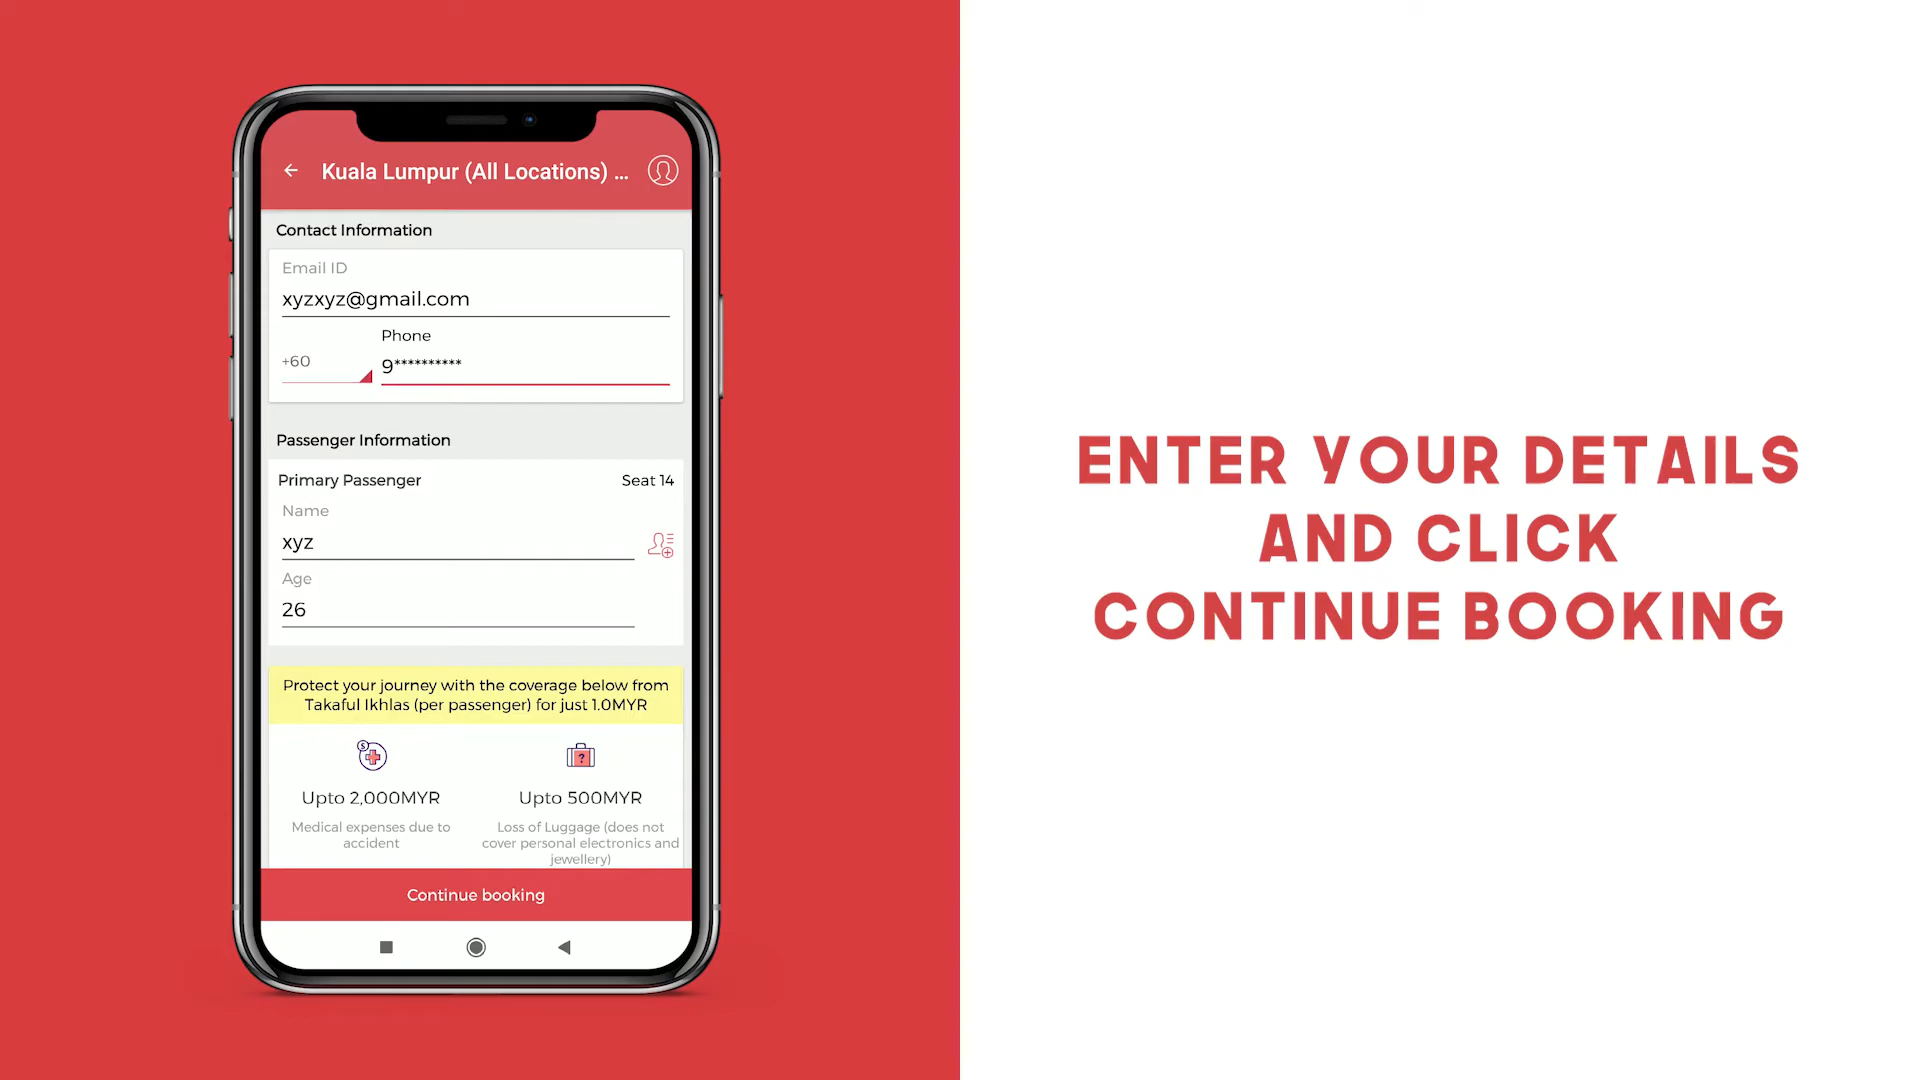 Kuala Lumpur (All Locations) ...
Contact Information
Email ID
xyzxyz@gmail.com
Phone
+60
9**********
Passenger Information
Primary Passenger
Seat 14
Name
xyz
Age
26
Protect your journey with the coverage below from
Takaful Ikhlas (per passenger) for just 1.0MYR
Upto 2,000MYR
Medical expenses due to
accident
Upto 500MYR
Loss of Luggage (does not
cover personal electronics and
jewellery)
Continue booking
ENTER YOUR DETAILS
AND CLICK
CONTINUE BOOKING